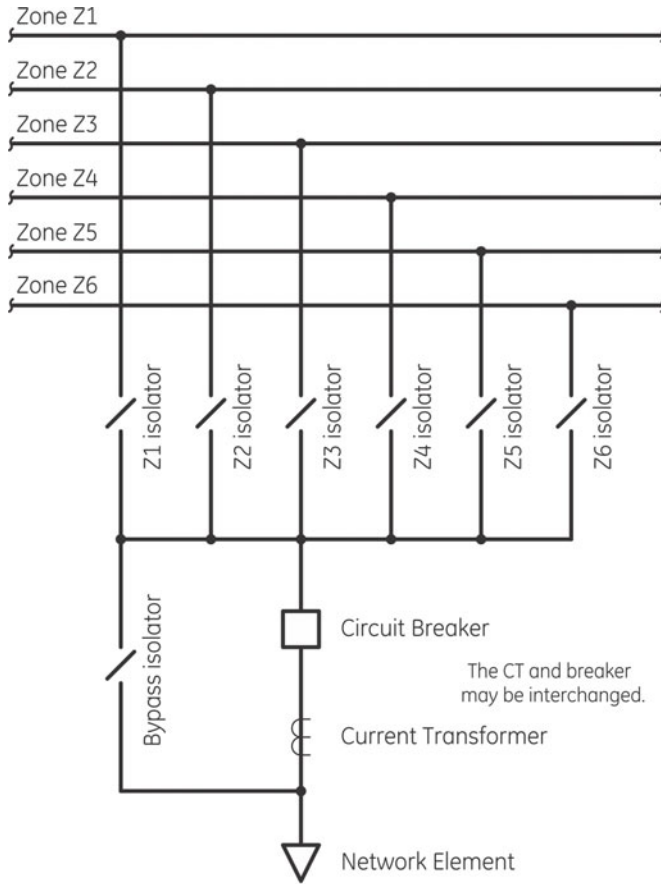 Zone Z1
Zone Z2
Zone Z3
Zone Z4
Zone Z5
Zone Z6
Z1 isolator
Z2 isolator
Z3 isolator
Z4 isolator
Z5 isolator
Z6 isolator
Bypass isolator
Circuit Breaker
The CT and breaker
may be interchanged.
Current Transformer
Network Element